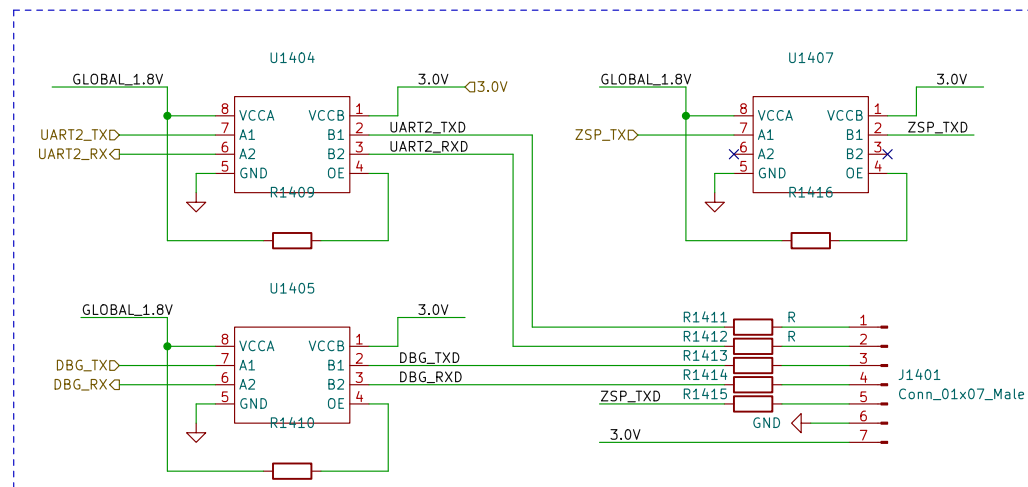 U1404
GLOBAL_1.8V
3.0V
3.0V
8 VCCA VCCB 1
UART2_TX 7 A1 B1 2 UART2_TXD
UART2_RX 6 A2 B2 3 UART2_RXD
5 GND OE 4
R1409
U1407
GLOBAL_1.8V
3.0V
8 VCCA VCCB 1
ZSP_TX 7 A1 B1 2 ZSP_TXD
6 A2 B2 3
5 GND OE 4
R1416
U1405
GLOBAL_1.8V
3.0V
8 VCCA VCCB 1
DBG_TX 7 A1 B1 2 DBG_TXD
DBG_RX 6 A2 B2 3 DBG_RXD
5 GND OE 4
R1410
R1411 R 1
R1412 R 2
R1413 3
R1414 4
ZSP_TXD R1415 5
GND 6
3.0V 7
J1401
Conn_01x07_Male